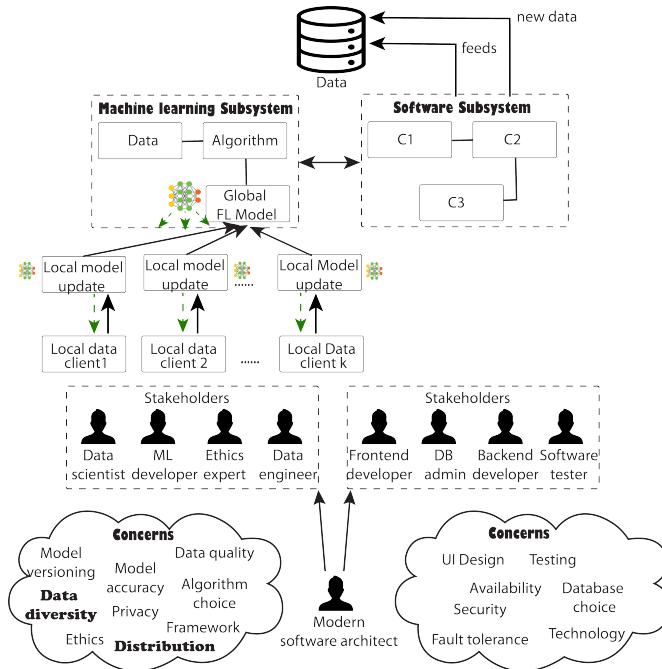 new data
feeds
Data
Machine learning Subsystem
Software Subsystem
Data
Algorithm
C1
C2
Global
FL Model
C3
Local model
update
Local model
update
......
Local Model
update
Local data
client1
Local data
client 2
......
Local Data
client k
Stakeholders
Data
scientist
ML
developer
Ethics
expert
Data
engineer
Stakeholders
Frontend
developer
DB
admin
Backend
developer
Software
tester
Concerns
Model
versioning
Data quality
Model
accuracy
Algorithm
choice
Data
diversity
Privacy
Framework
Ethics
Distribution
Modern
software architect
Concerns
UI Design
Testing
Availability
Database
choice
Security
Fault tolerance
Technology